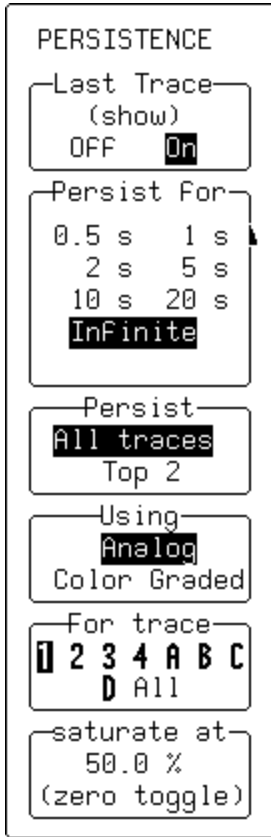 PERSISTENCE
Last Trace
(show)
OFF On
Persist For
0.5 s 1 s
2 s 5 s
10 s 20 s
Infinite
Persist
All traces
Top 2
Using
Analog
Color Graded
For trace
1 2 3 4 A B C
D All
saturate at
50.0 %
(zero toggle)